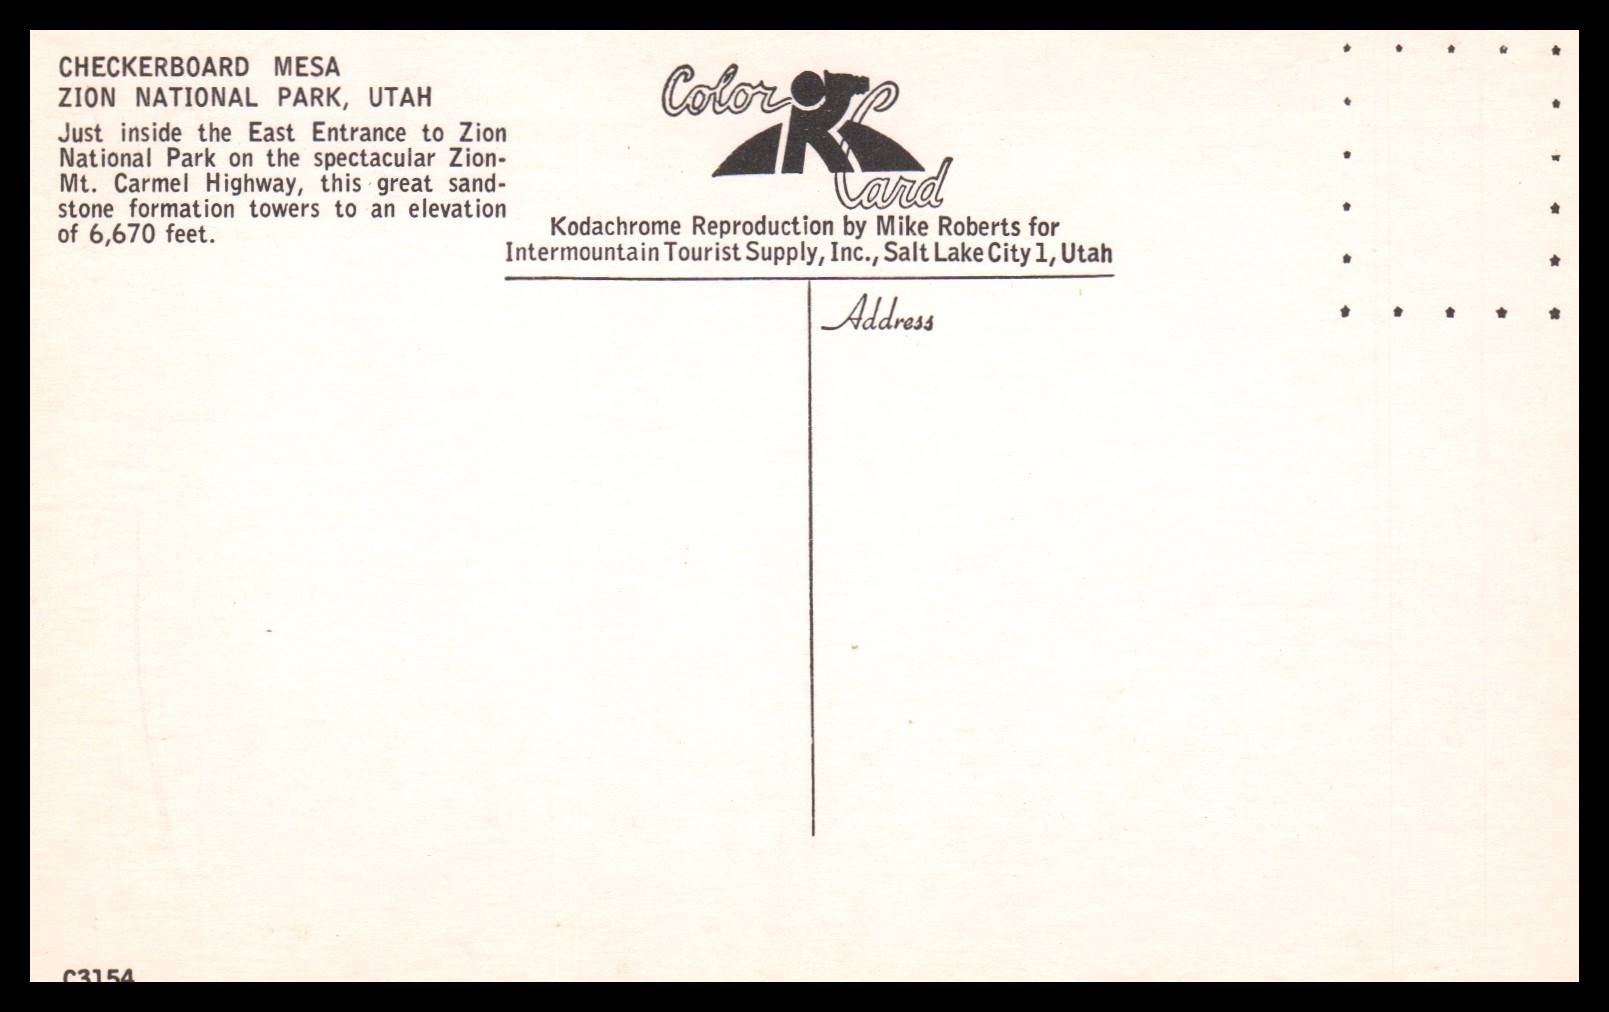 CHECKERBOARD MESA
ZION NATIONAL PARK, UTAH
Just inside the East Entrance to Zion
National Park on the spectacular Zion-
Mt. Carmel Highway, this great sand-
stone formation towers to an elevation
of 6,670 feet.
Color
Card
Kodachrome Reproduction by Mike Roberts for
Intermountain Tourist Supply, Inc., Salt Lake City 1, Utah
Address
C3154